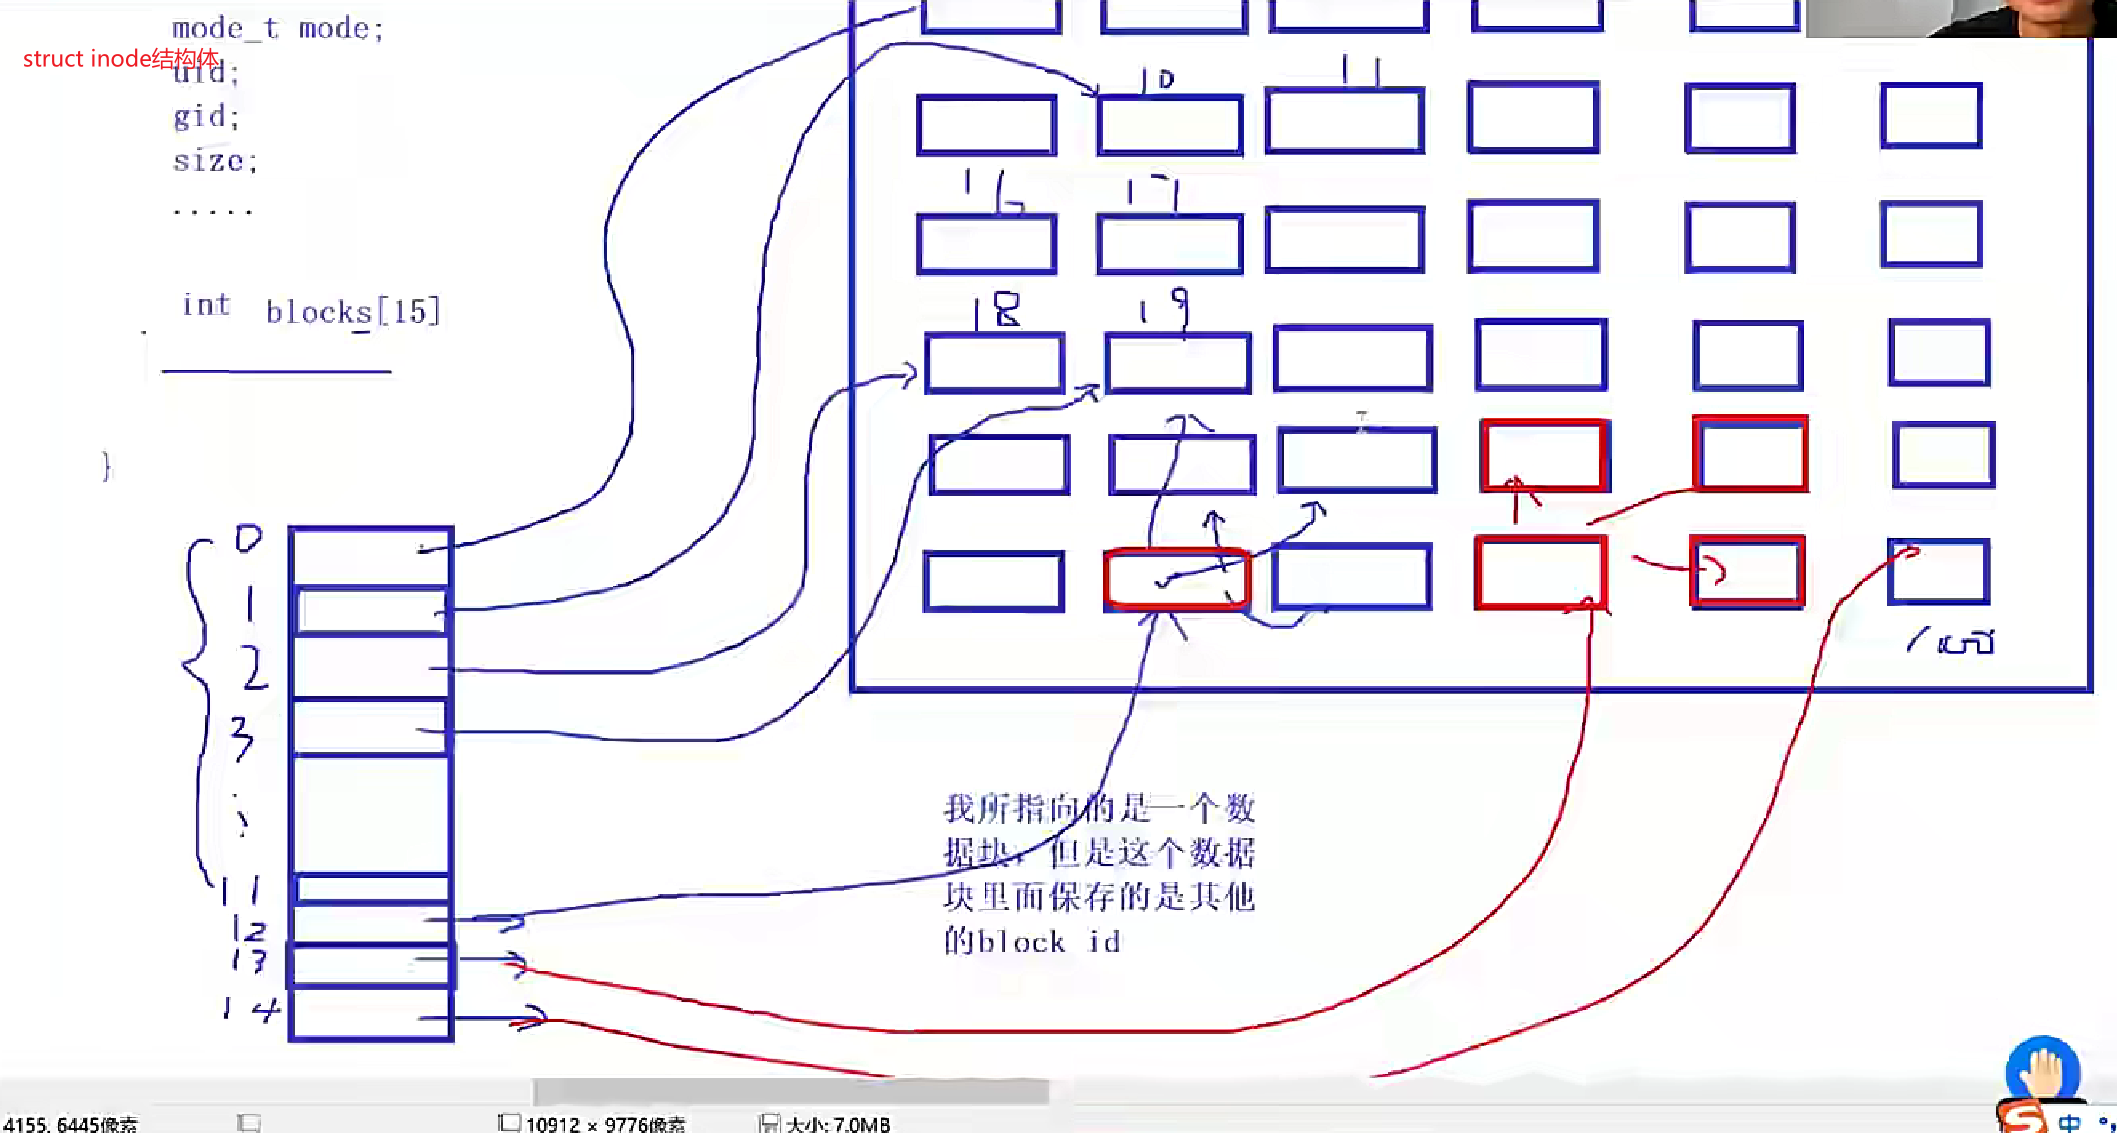 mode_t mode;
struct inode结构体
uid;
gid;
size;
.....
int blocks[15]
}
10
11
16
17
18
19
0
1
2
3
11
12
13
14
我所指向的是一个数
据块，但是这个数据
块里面保存的是其他
的block id
4155, 6445像素
10912 × 9776像素
大小: 7.0MB
中